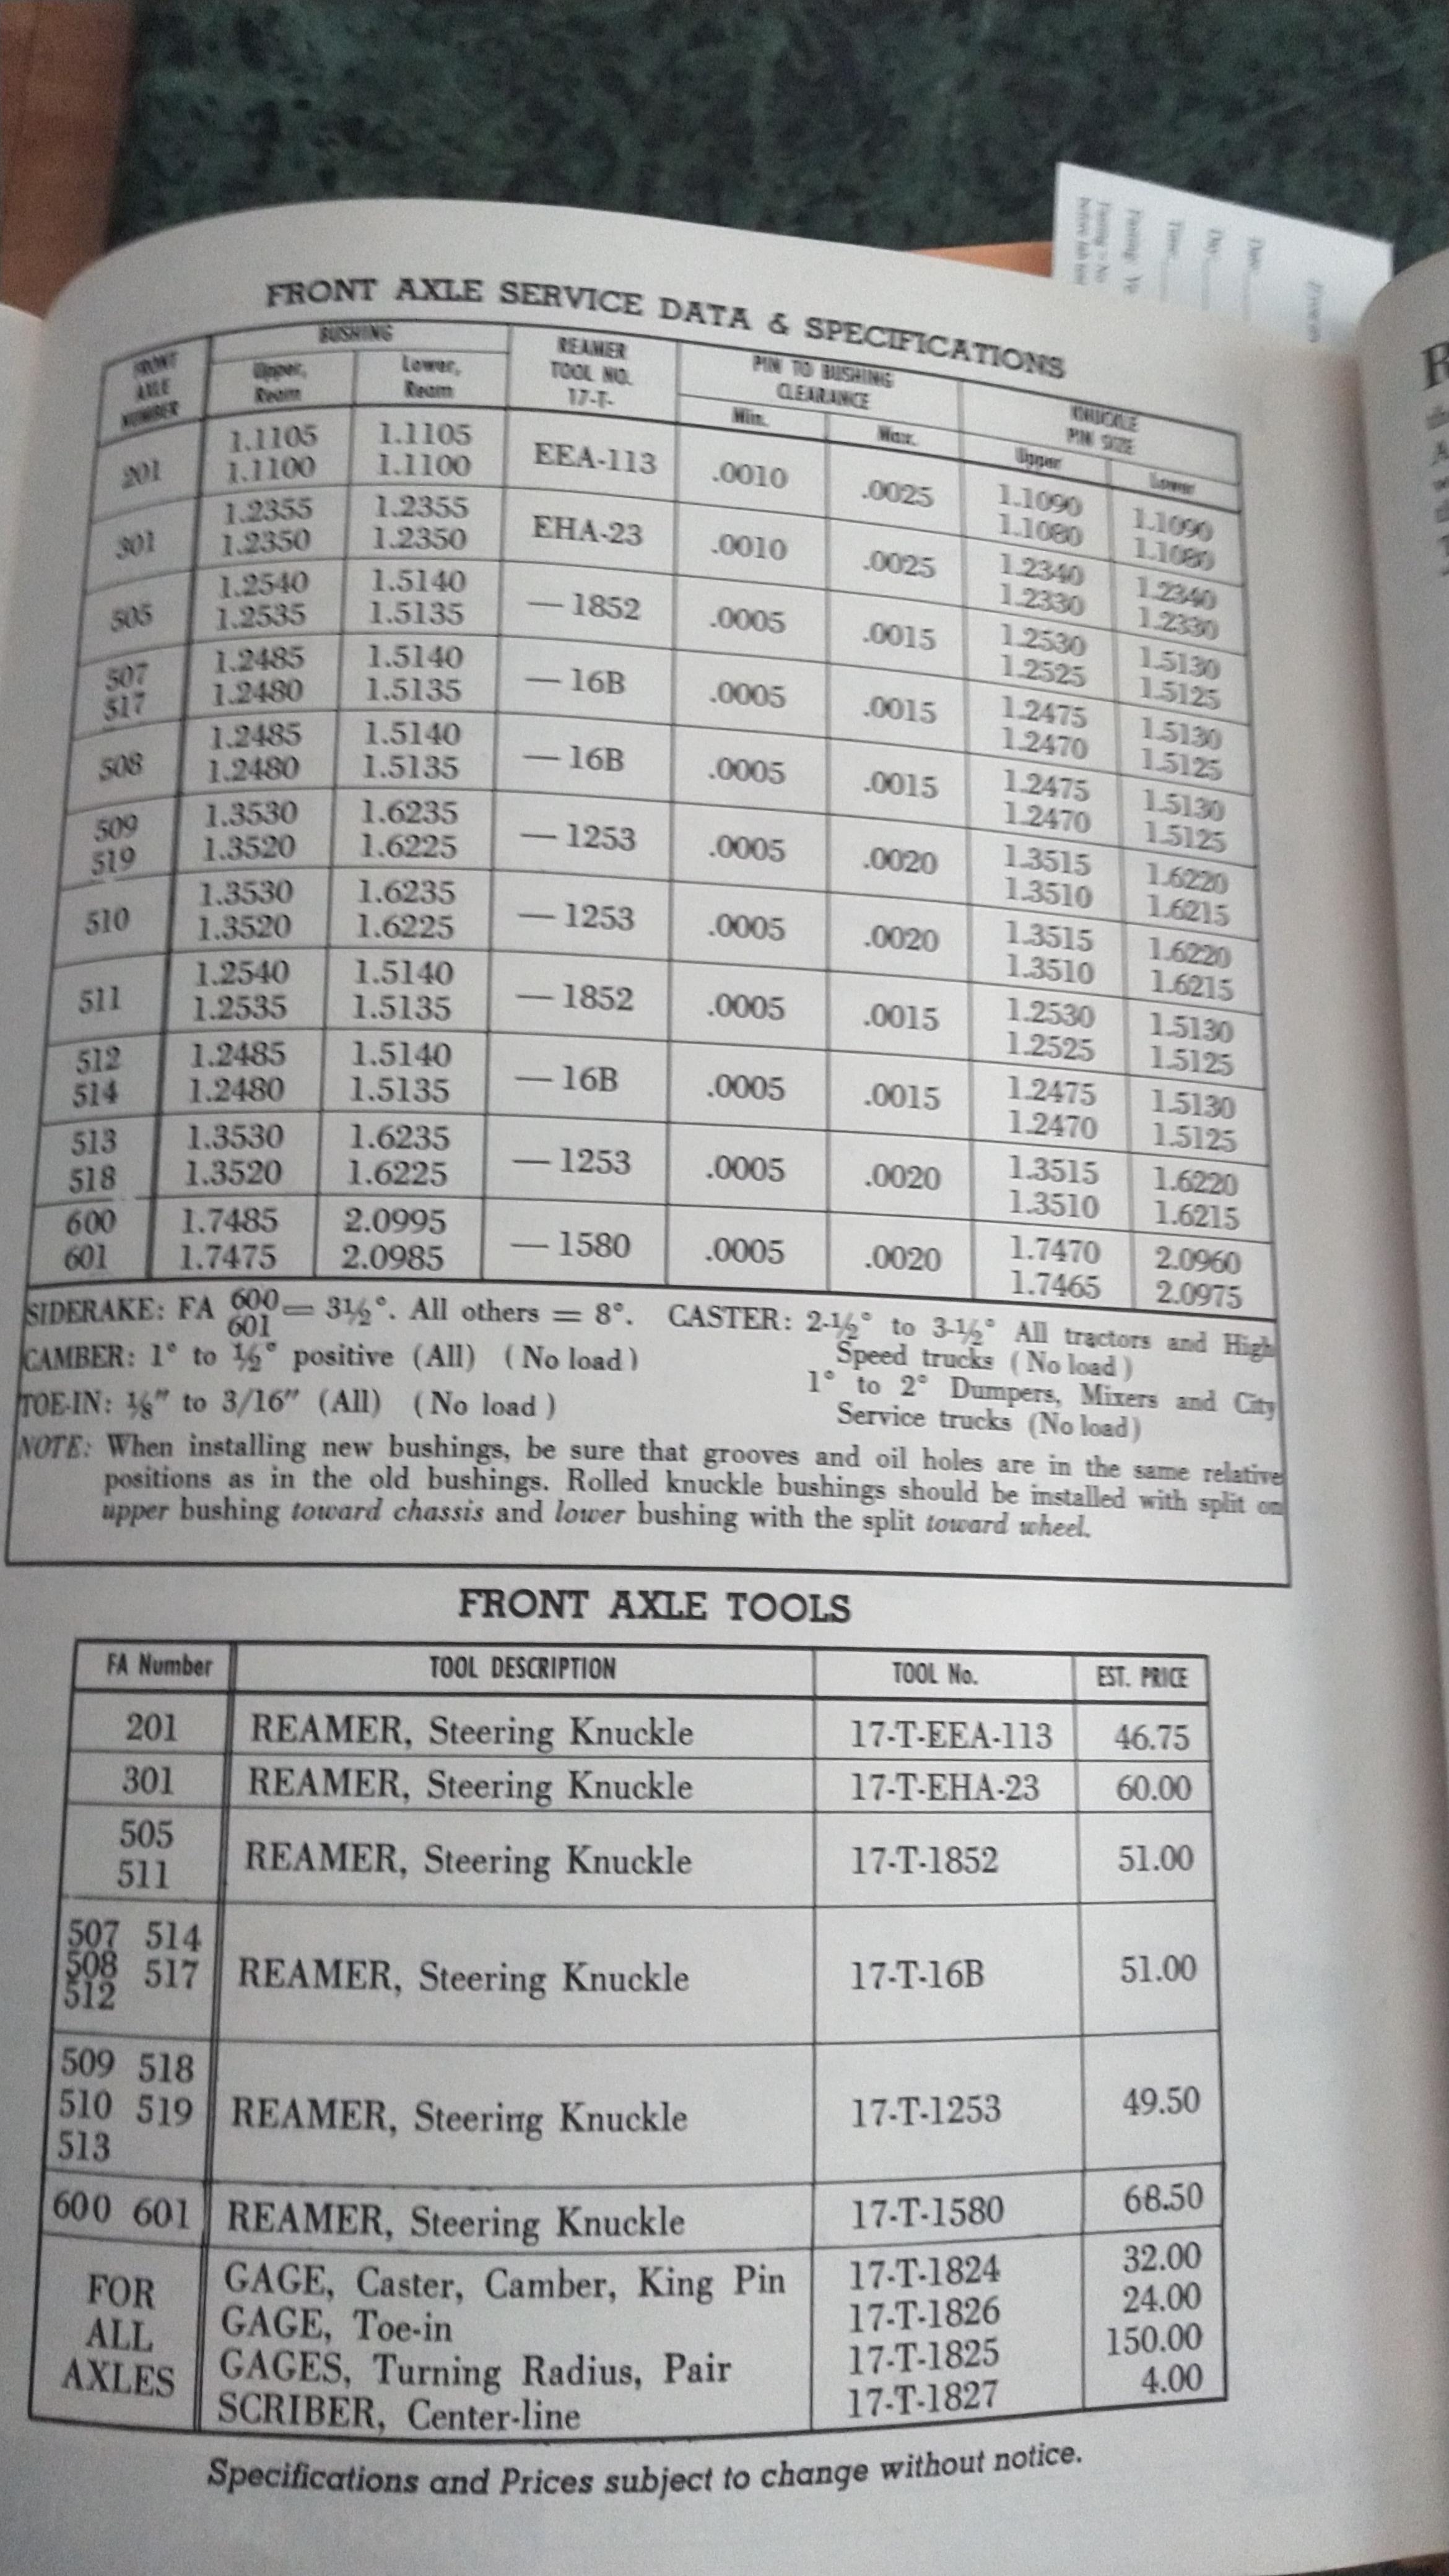 FRONT AXLE SERVICE DATA & SPECIFICATIONS
FRONT AXLE NUMBER
BUSHING
Upper, Ream
Lower, Ream
REAMER TOOL NO. 17-T-
PIN TO BUSHING CLEARANCE
Min.
Max.
KNUCKLE PIN SIZE
Upper
Lower
201 1.1105 1.1105 EEA-113 .0010 .0025 1.1090 1.1090
1.1100 1.1100 1.1080 1.1080
301 1.2355 1.2355 EHA-23 .0010 .0025 1.2340 1.2340
1.2350 1.2350 1.2330 1.2330
505 1.2540 1.5140 — 1852 .0005 .0015 1.2530 1.5130
1.2535 1.5135 1.2525 1.5125
507 1.2485 1.5140 — 16B .0005 .0015 1.2475 1.5130
517 1.2480 1.5135 1.2470 1.5125
508 1.2485 1.5140 — 16B .0005 .0015 1.2475 1.5130
1.2480 1.5135 1.2470 1.5125
509 1.3530 1.6235 — 1253 .0005 .0020 1.3515 1.6220
519 1.3520 1.6225 1.3510 1.6215
510 1.3530 1.6235 — 1253 .0005 .0020 1.3515 1.6220
1.3520 1.6225 1.3510 1.6215
511 1.2540 1.5140 — 1852 .0005 .0015 1.2530 1.5130
1.2535 1.5135 1.2525 1.5125
512 1.2485 1.5140 — 16B .0005 .0015 1.2475 1.5130
514 1.2480 1.5135 1.2470 1.5125
513 1.3530 1.6235 — 1253 .0005 .0020 1.3515 1.6220
518 1.3520 1.6225 1.3510 1.6215
600 1.7485 2.0995 — 1580 .0005 .0020 1.7470 2.0960
601 1.7475 2.0985 1.7465 2.0975
SIDERAKE: FA 600 601 = 3½°. All others = 8°. CASTER: 2-½° to 3-½° All tractors and High
Speed trucks (No load)
CAMBER: 1° to ½° positive (All) (No load)
1° to 2° Dumpers, Mixers and City
Service trucks (No load)
TOE-IN: ⅛" to 3/16" (All) (No load)
NOTE: When installing new bushings, be sure that grooves and oil holes are in the same relative
positions as in the old bushings. Rolled knuckle bushings should be installed with split on
upper bushing toward chassis and lower bushing with the split toward wheel.
FRONT AXLE TOOLS
FA Number TOOL DESCRIPTION TOOL No. EST. PRICE
201 REAMER, Steering Knuckle 17-T-EEA-113 46.75
301 REAMER, Steering Knuckle 17-T-EHA-23 60.00
505
511 REAMER, Steering Knuckle 17-T-1852 51.00
507 514
508 517 REAMER, Steering Knuckle 17-T-16B 51.00
512
509 518
510 519 REAMER, Steering Knuckle 17-T-1253 49.50
513
600 601 REAMER, Steering Knuckle 17-T-1580 68.50
FOR ALL AXLES
GAGE, Caster, Camber, King Pin 17-T-1824 32.00
GAGE, Toe-in 17-T-1826 24.00
GAGES, Turning Radius, Pair 17-T-1825 150.00
SCRIBER, Center-line 17-T-1827 4.00
Specifications and Prices subject to change without notice.
Date
Day
Time
R